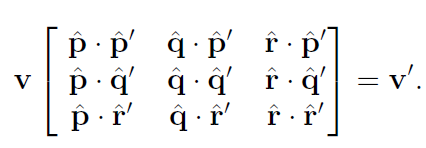 v [ p̂ · p̂′ q̂ · p̂′ r̂ · p̂′
p̂ · q̂′ q̂ · q̂′ r̂ · q̂′
p̂ · r̂′ q̂ · r̂′ r̂ · r̂′ ] = v′.